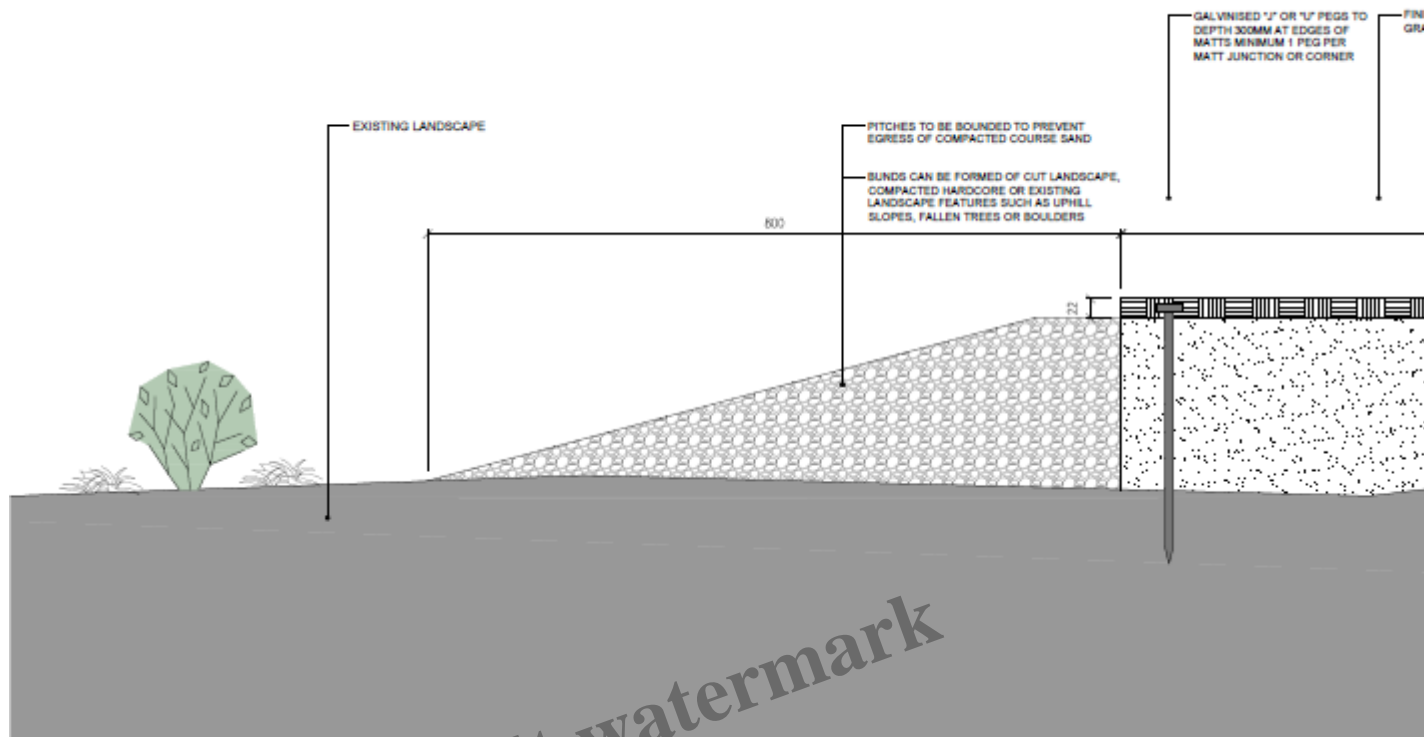 GALVINISED "J" OR "U" PEGS TO
DEPTH 300MM AT EDGES OF
MATTS MINIMUM 1 PEG PER
MATT JUNCTION OR CORNER
EXISTING LANDSCAPE
PITCHES TO BE BOUNDED TO PREVENT
EGRESS OF COMPACTED COURSE SAND
BUNDS CAN BE FORMED OF CUT LANDSCAPE,
COMPACTED HARDCORE OR EXISTING
LANDSCAPE FEATURES SUCH AS UPHILL
SLOPES, FALLEN TREES OR BOULDERS
800
22
watermark